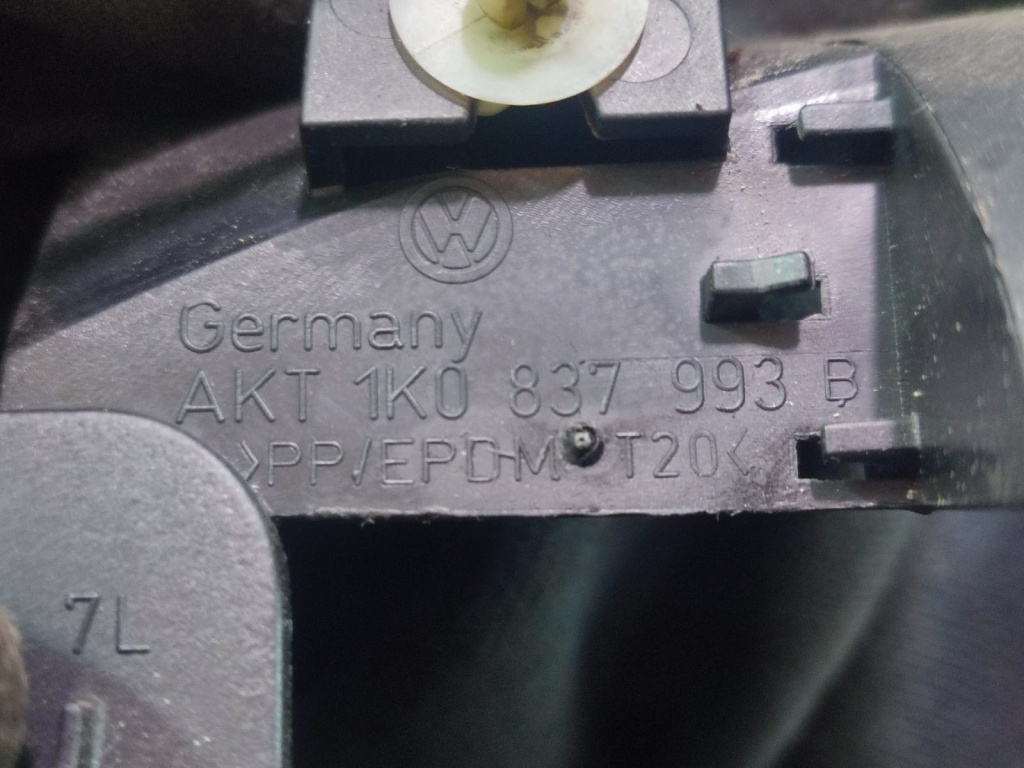 Germany
AKT 1K0 837 993 B
>PP/EPDM T20<
7L